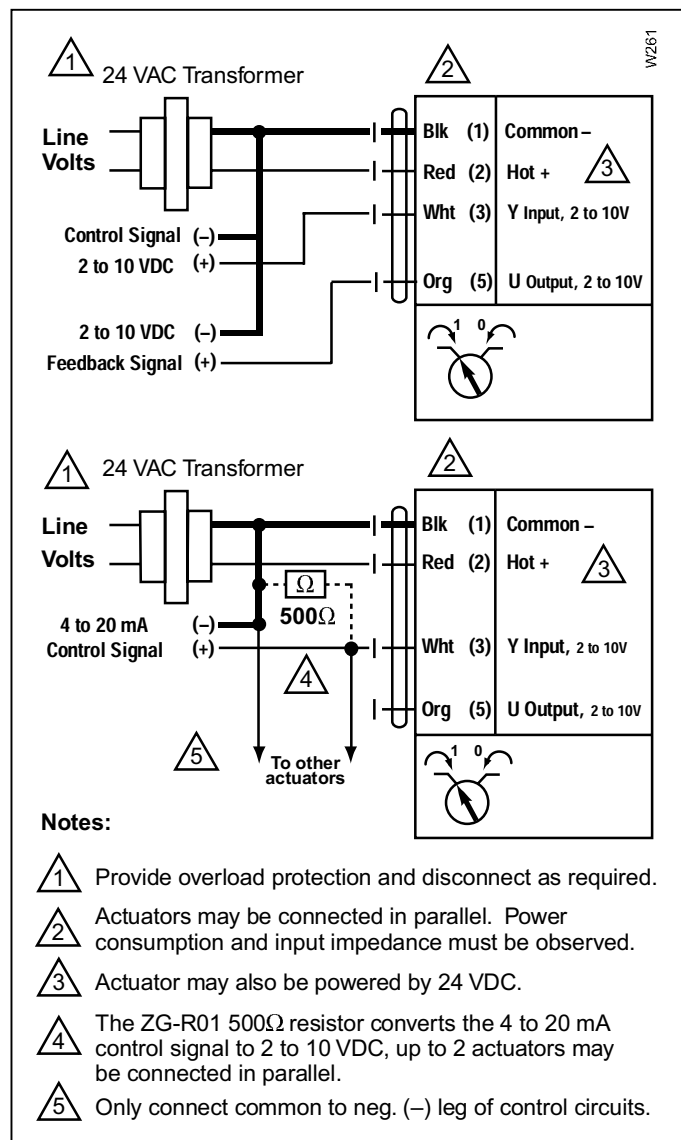 W261
1 24 VAC Transformer
2
Line
Volts
Blk (1) Common –
Red (2) Hot +
3
Wht (3) Y Input, 2 to 10V
Control Signal (–)
2 to 10 VDC (+)
Org (5) U Output, 2 to 10V
2 to 10 VDC (–)
Feedback Signal (+)
1 0
1 24 VAC Transformer
2
Line
Volts
Blk (1) Common –
Red (2) Hot +
3
Ω
500Ω
4 to 20 mA (–)
Control Signal (+)
Wht (3) Y Input, 2 to 10V
4
Org (5) U Output, 2 to 10V
5
To other
actuators
1 0
Notes:
1 Provide overload protection and disconnect as required.
2 Actuators may be connected in parallel. Power
consumption and input impedance must be observed.
3 Actuator may also be powered by 24 VDC.
4 The ZG-R01 500Ω resistor converts the 4 to 20 mA
control signal to 2 to 10 VDC, up to 2 actuators may
be connected in parallel.
5 Only connect common to neg. (–) leg of control circuits.